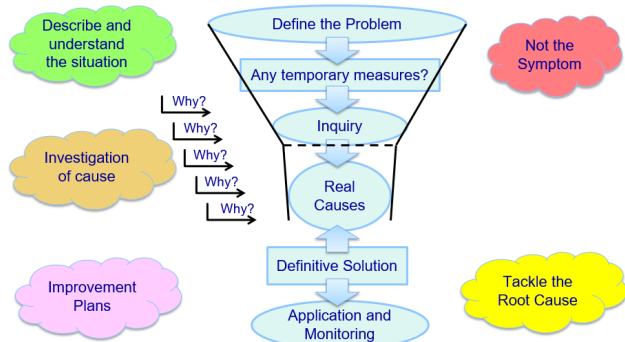 Describe and
understand
the situation
Define the Problem
Not the
Symptom
Any temporary measures?
Why?
Inquiry
Why?
Investigation
of cause
Why?
Why?
Why?
Real
Causes
Definitive Solution
Improvement
Plans
Tackle the
Root Cause
Application and
Monitoring